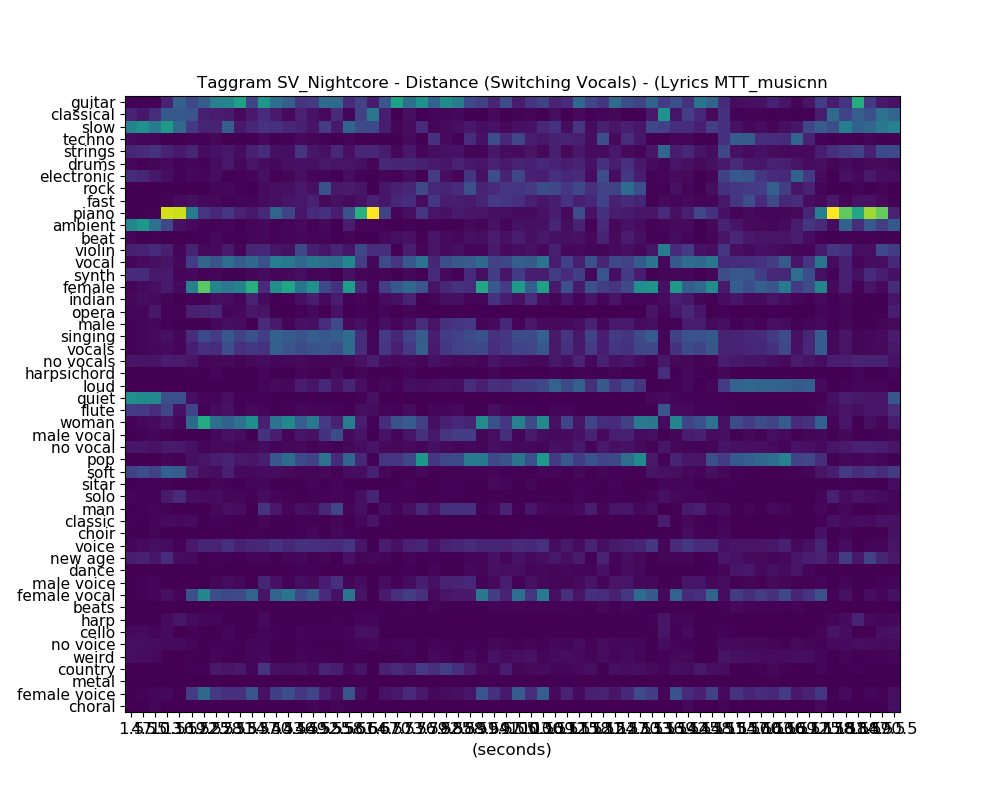 Taggram SV_Nightcore - Distance (Switching Vocals) - (Lyrics MTT_musicnn
guitar
classical
slow
techno
strings
drums
electronic
rock
fast
piano
ambient
beat
violin
vocal
synth
female
indian
opera
male
singing
vocals
no vocals
harpsichord
loud
quiet
flute
woman
male vocal
no vocal
pop
soft
sitar
solo
man
classic
choir
voice
new age
dance
male voice
female vocal
beats
harp
cello
no voice
weird
country
metal
female voice
choral
(seconds)